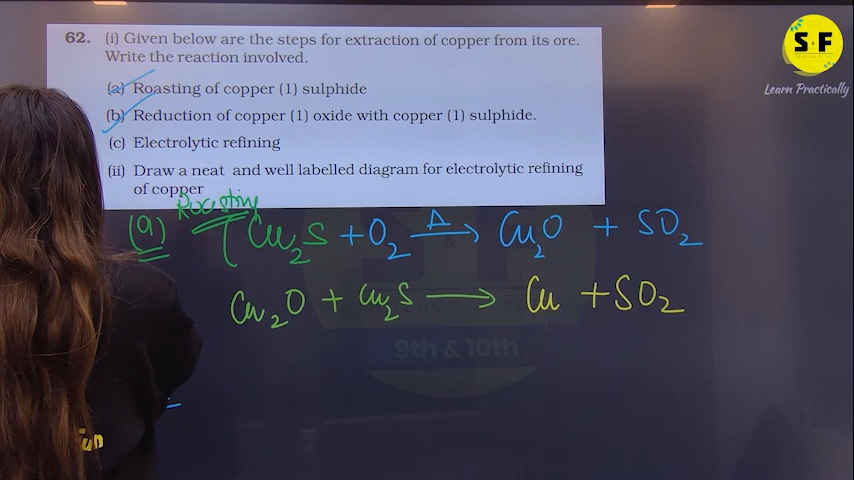 62. (i) Given below are the steps for extraction of copper from its ore.
Write the reaction involved.
(a) Roasting of copper (1) sulphide
(b) Reduction of copper (1) oxide with copper (1) sulphide.
(c) Electrolytic refining
(ii) Draw a neat and well labelled diagram for electrolytic refining
of copper
Roasting
(a) Cu₂S + O₂ Δ→ Cu₂O + SO₂
Cu₂O + Cu₂S → Cu + SO₂
9th & 10th
S F
Learn Practically
Fun